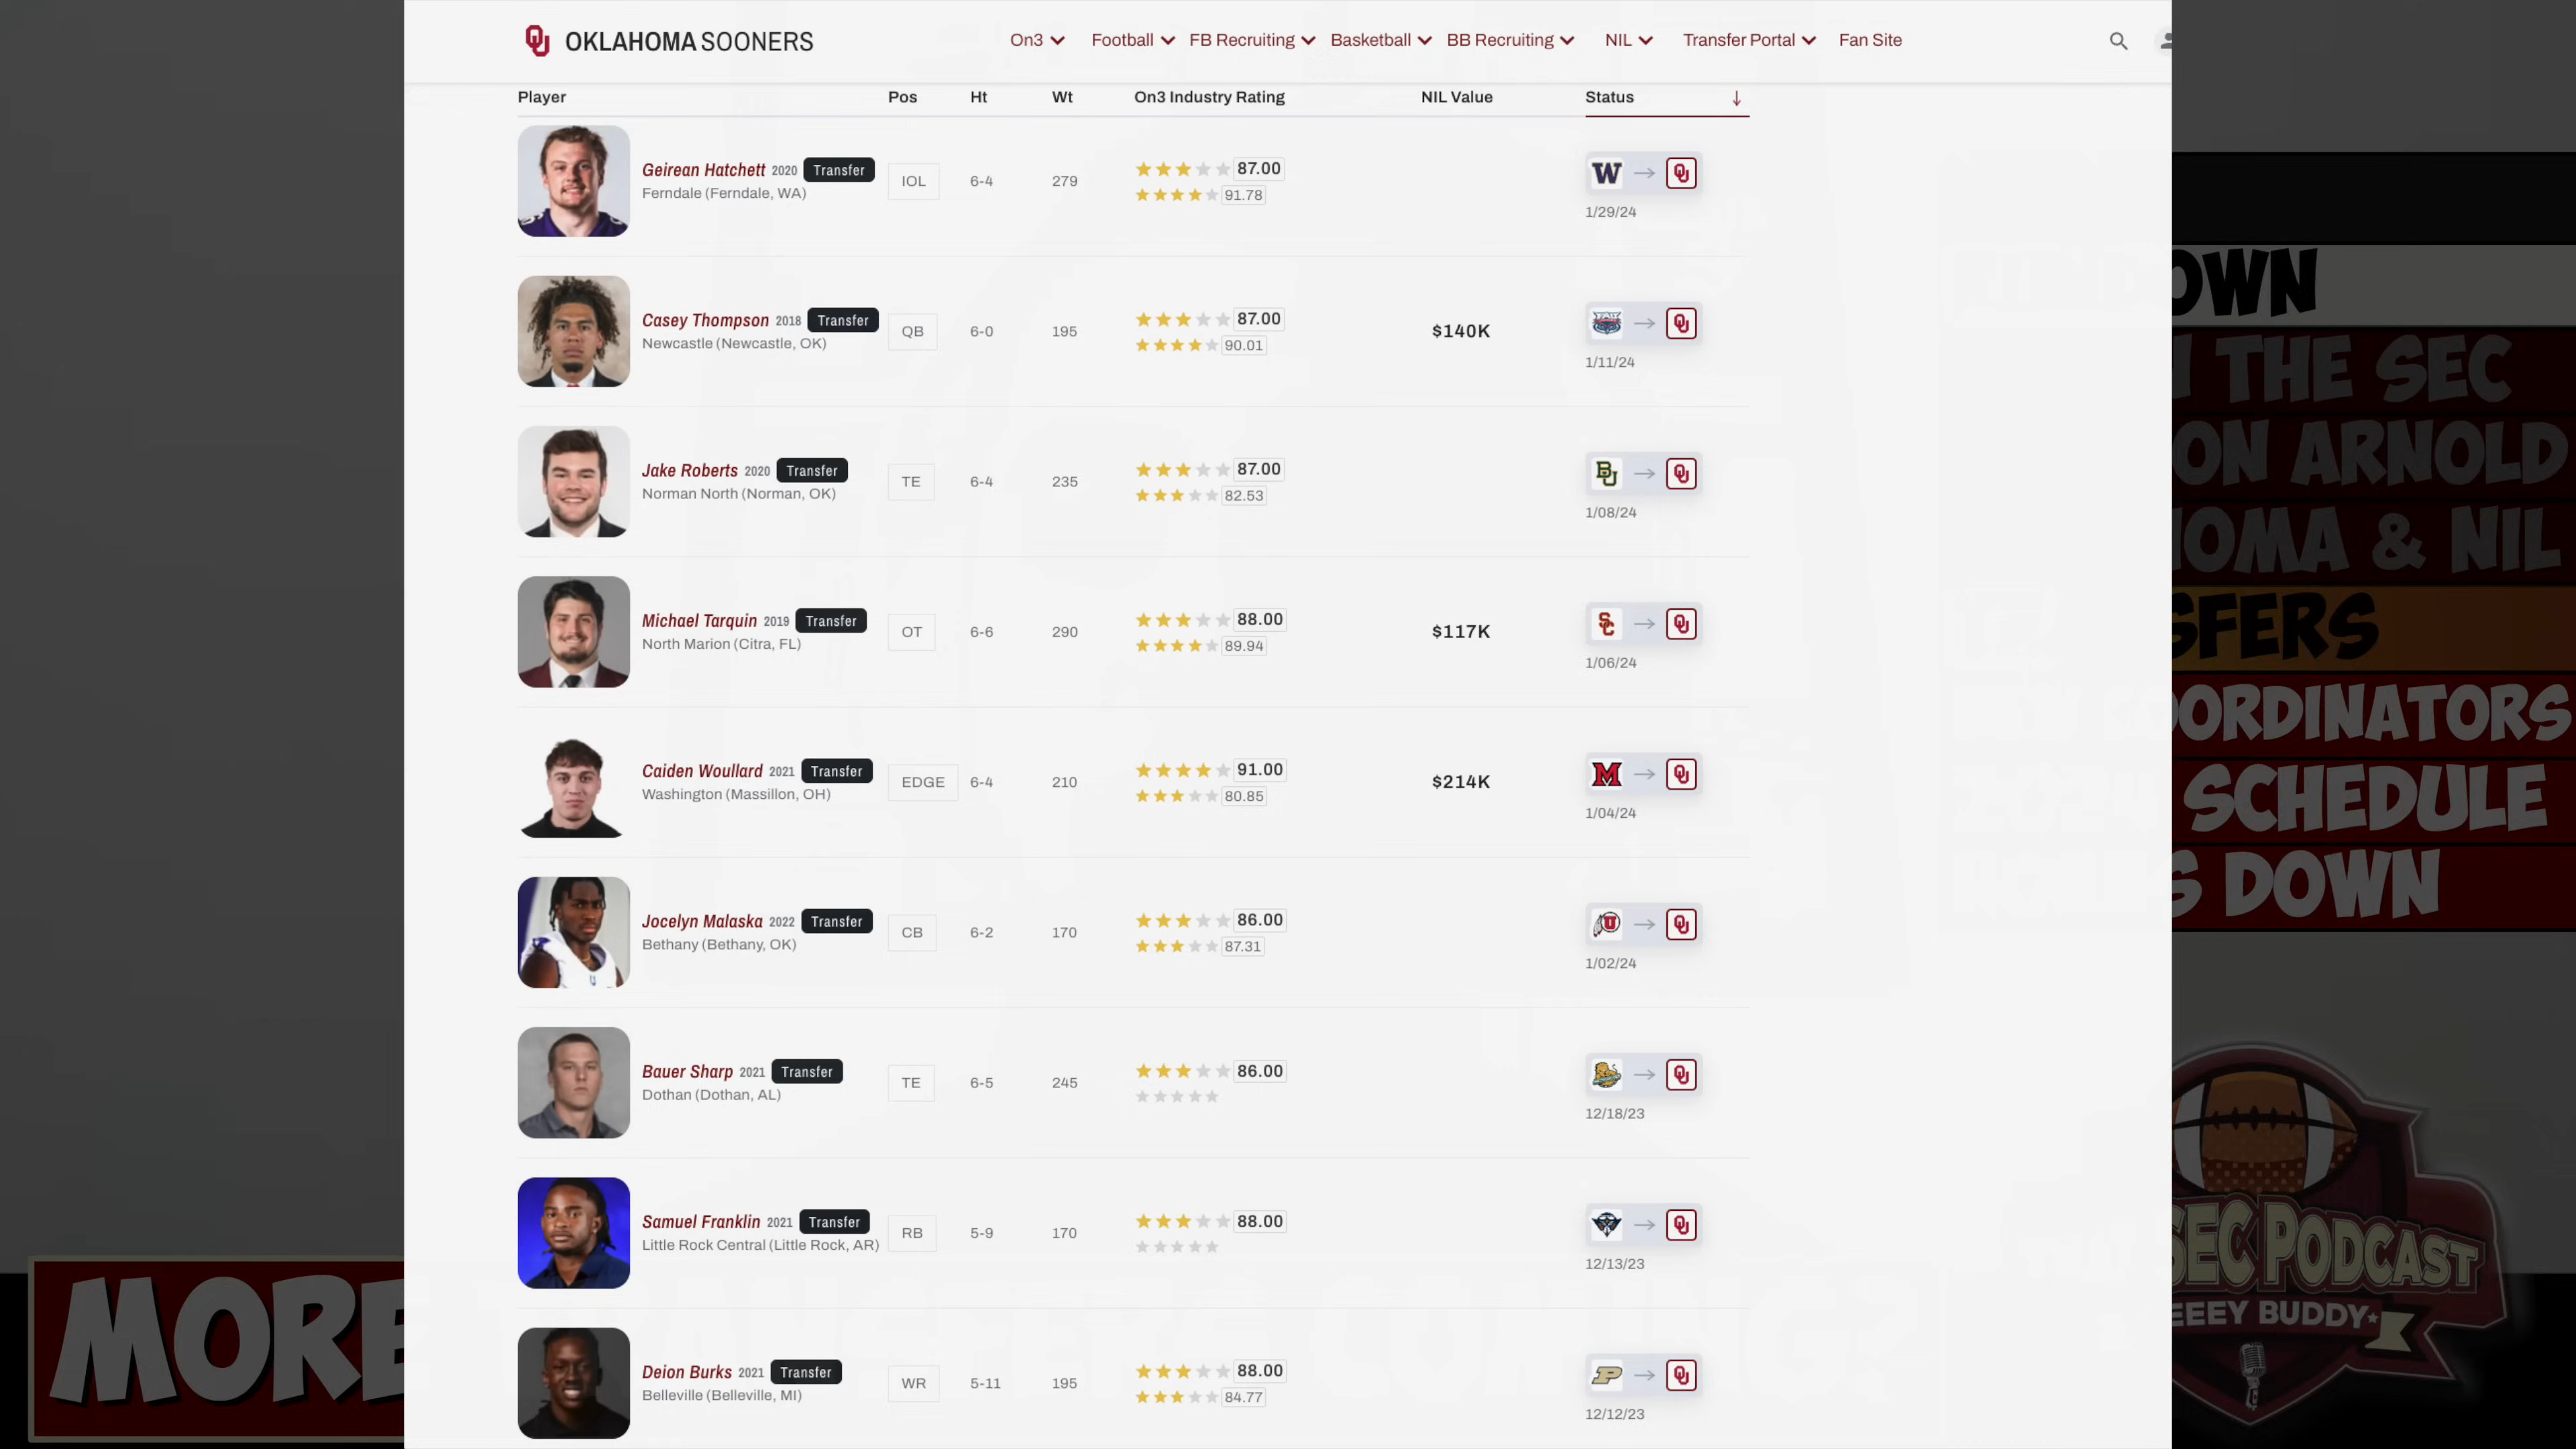 OKLAHOMA SOONERS
On3 Football FB Recruiting Basketball BB Recruiting NIL Transfer Portal Fan Site
Player Pos Ht Wt On3 Industry Rating NIL Value Status
Geirean Hatchett 2020 Transfer
Ferndale (Ferndale, WA)
IOL 6-4 279
87.00
91.78
W
1/29/24
Casey Thompson 2018 Transfer
Newcastle (Newcastle, OK)
QB 6-0 195
87.00
90.01
$140K
1/11/24
Jake Roberts 2020 Transfer
Norman North (Norman, OK)
TE 6-4 235
87.00
82.53
1/08/24
Michael Tarquin 2019 Transfer
North Marion (Citra, FL)
OT 6-6 290
88.00
89.94
$117K
1/06/24
Caiden Woullard 2021 Transfer
Washington (Massillon, OH)
EDGE 6-4 210
91.00
80.85
$214K
M
1/04/24
Jocelyn Malaska 2022 Transfer
Bethany (Bethany, OK)
CB 6-2 170
86.00
87.31
1/02/24
Bauer Sharp 2021 Transfer
Dothan (Dothan, AL)
TE 6-5 245
86.00
12/18/23
Samuel Franklin 2021 Transfer
Little Rock Central (Little Rock, AR)
RB 5-9 170
88.00
12/13/23
Deion Burks 2021 Transfer
Belleville (Belleville, MI)
WR 5-11 195
88.00
84.77
P
12/12/23
OWN
THE SEC
ON ARNOLD
OMA & NIL
SFERS
ORDINATORS
SCHEDULE
S DOWN
MORE
SEC PODCAST
EEEY BUDDY